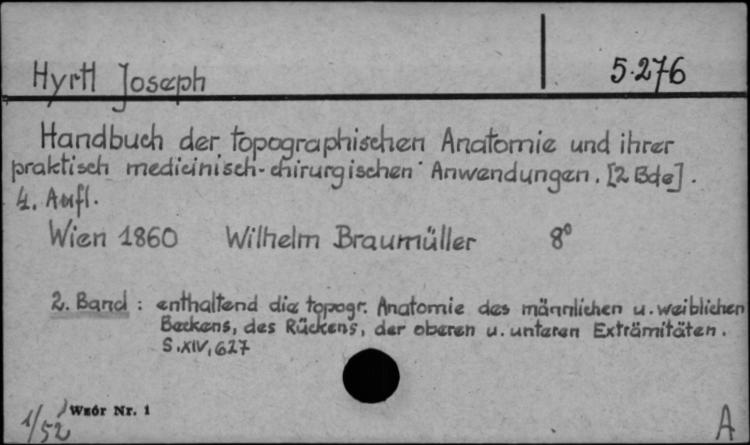 Hyrtl Joseph
5.276
Handbuch der topographischen Anatomie und ihrer
praktisch medicinisch-chirurgischen Anwendungen. [2 Bde].
4. Aufl.
Wien 1860 Wilhelm Braumüller 8°
2. Band : enthaltend die topogr. Anatomie des männlichen u. weiblichen
Beckens, des Rückens, der oberen u. unteren Exträmitäten.
S. XIV, 627
Wzór Nr. 1
1/52
A